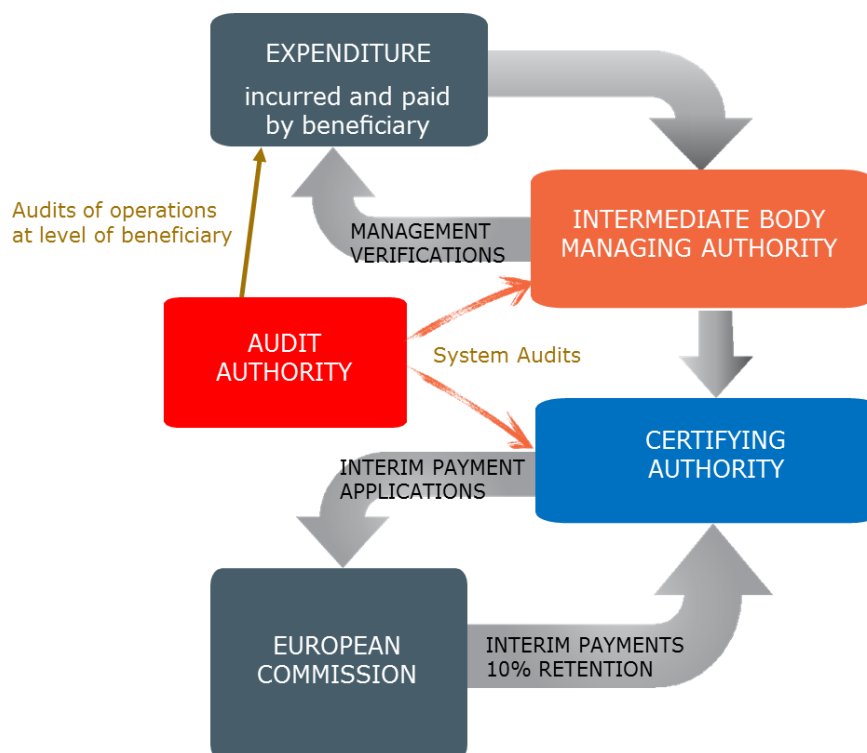 EXPENDITURE
incurred and paid
by beneficiary
Audits of operations
at level of beneficiary
MANAGEMENT
VERIFICATIONS
INTERMEDIATE BODY
MANAGING AUTHORITY
AUDIT
AUTHORITY
System Audits
CERTIFYING
AUTHORITY
INTERIM PAYMENT
APPLICATIONS
EUROPEAN
COMMISSION
INTERIM PAYMENTS
10% RETENTION